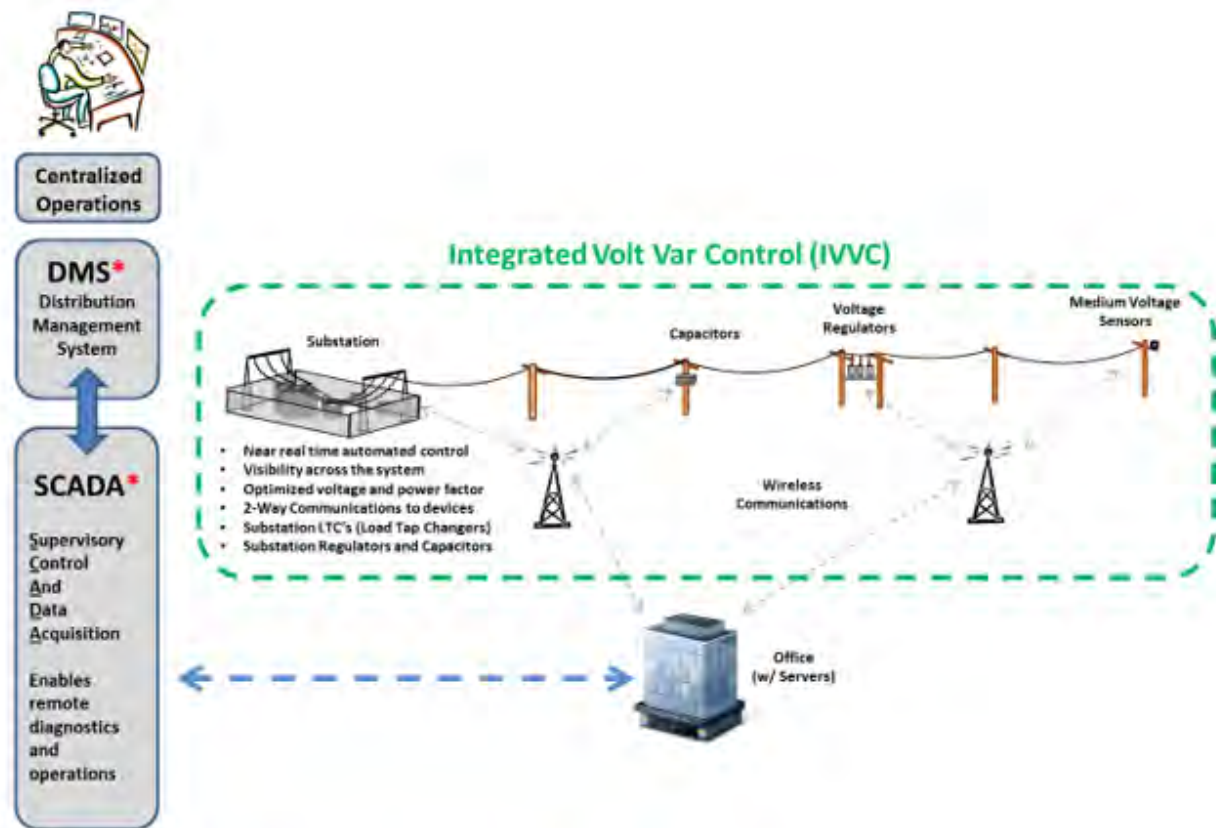 Centralized
Operations
DMS*
Distribution
Management
System
SCADA*
Supervisory
Control
And
Data
Acquisition
Enables
remote
diagnostics
and
operations
Integrated Volt Var Control (IVVC)
Substation
Capacitors
Voltage
Regulators
Medium Voltage
Sensors
• Near real time automated control
• Visibility across the system
• Optimized voltage and power factor
• 2-Way Communications to devices
• Substation LTC's (Load Tap Changers)
• Substation Regulators and Capacitors
Wireless
Communications
Office
(w/ Servers)